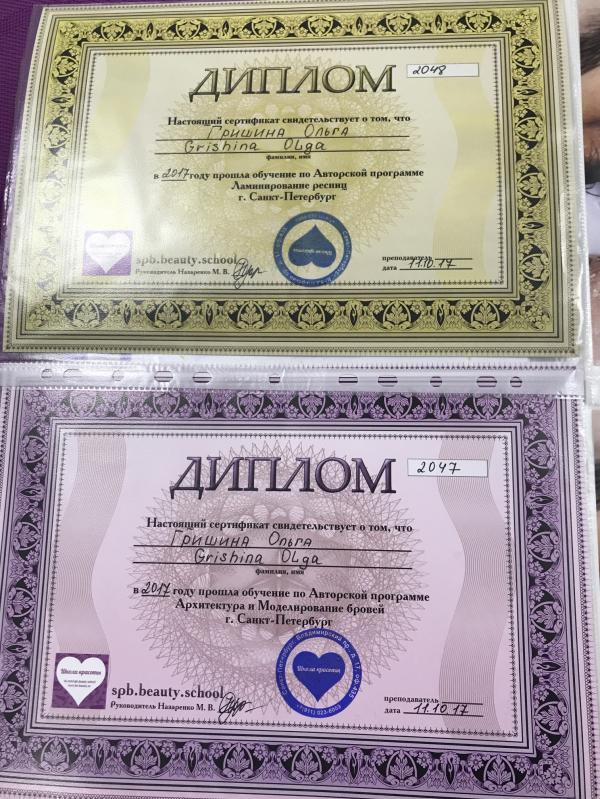 ДИПЛОМ
2048
Настоящий сертификат свидетельствует о том, что
Гришина Ольга
Grishina OLga
фамилия, имя
в 2017 году прошла обучение по Авторской программе
Ламинирование ресниц
г. Санкт-Петербург
spb.beauty.school
Руководитель Назаренко М. В.
преподаватель
дата 11.10.17
ДИПЛОМ
2047
Настоящий сертификат свидетельствует о том, что
Гришина Ольга
Grishina OLga
фамилия, имя
в 2017 году прошла обучение по Авторской программе
Архитектура и Моделирование бровей
г. Санкт-Петербург
Школа красоты
Школа красоты
spb.beauty.school
Руководитель Назаренко М. В.
преподаватель
дата 11.10.17